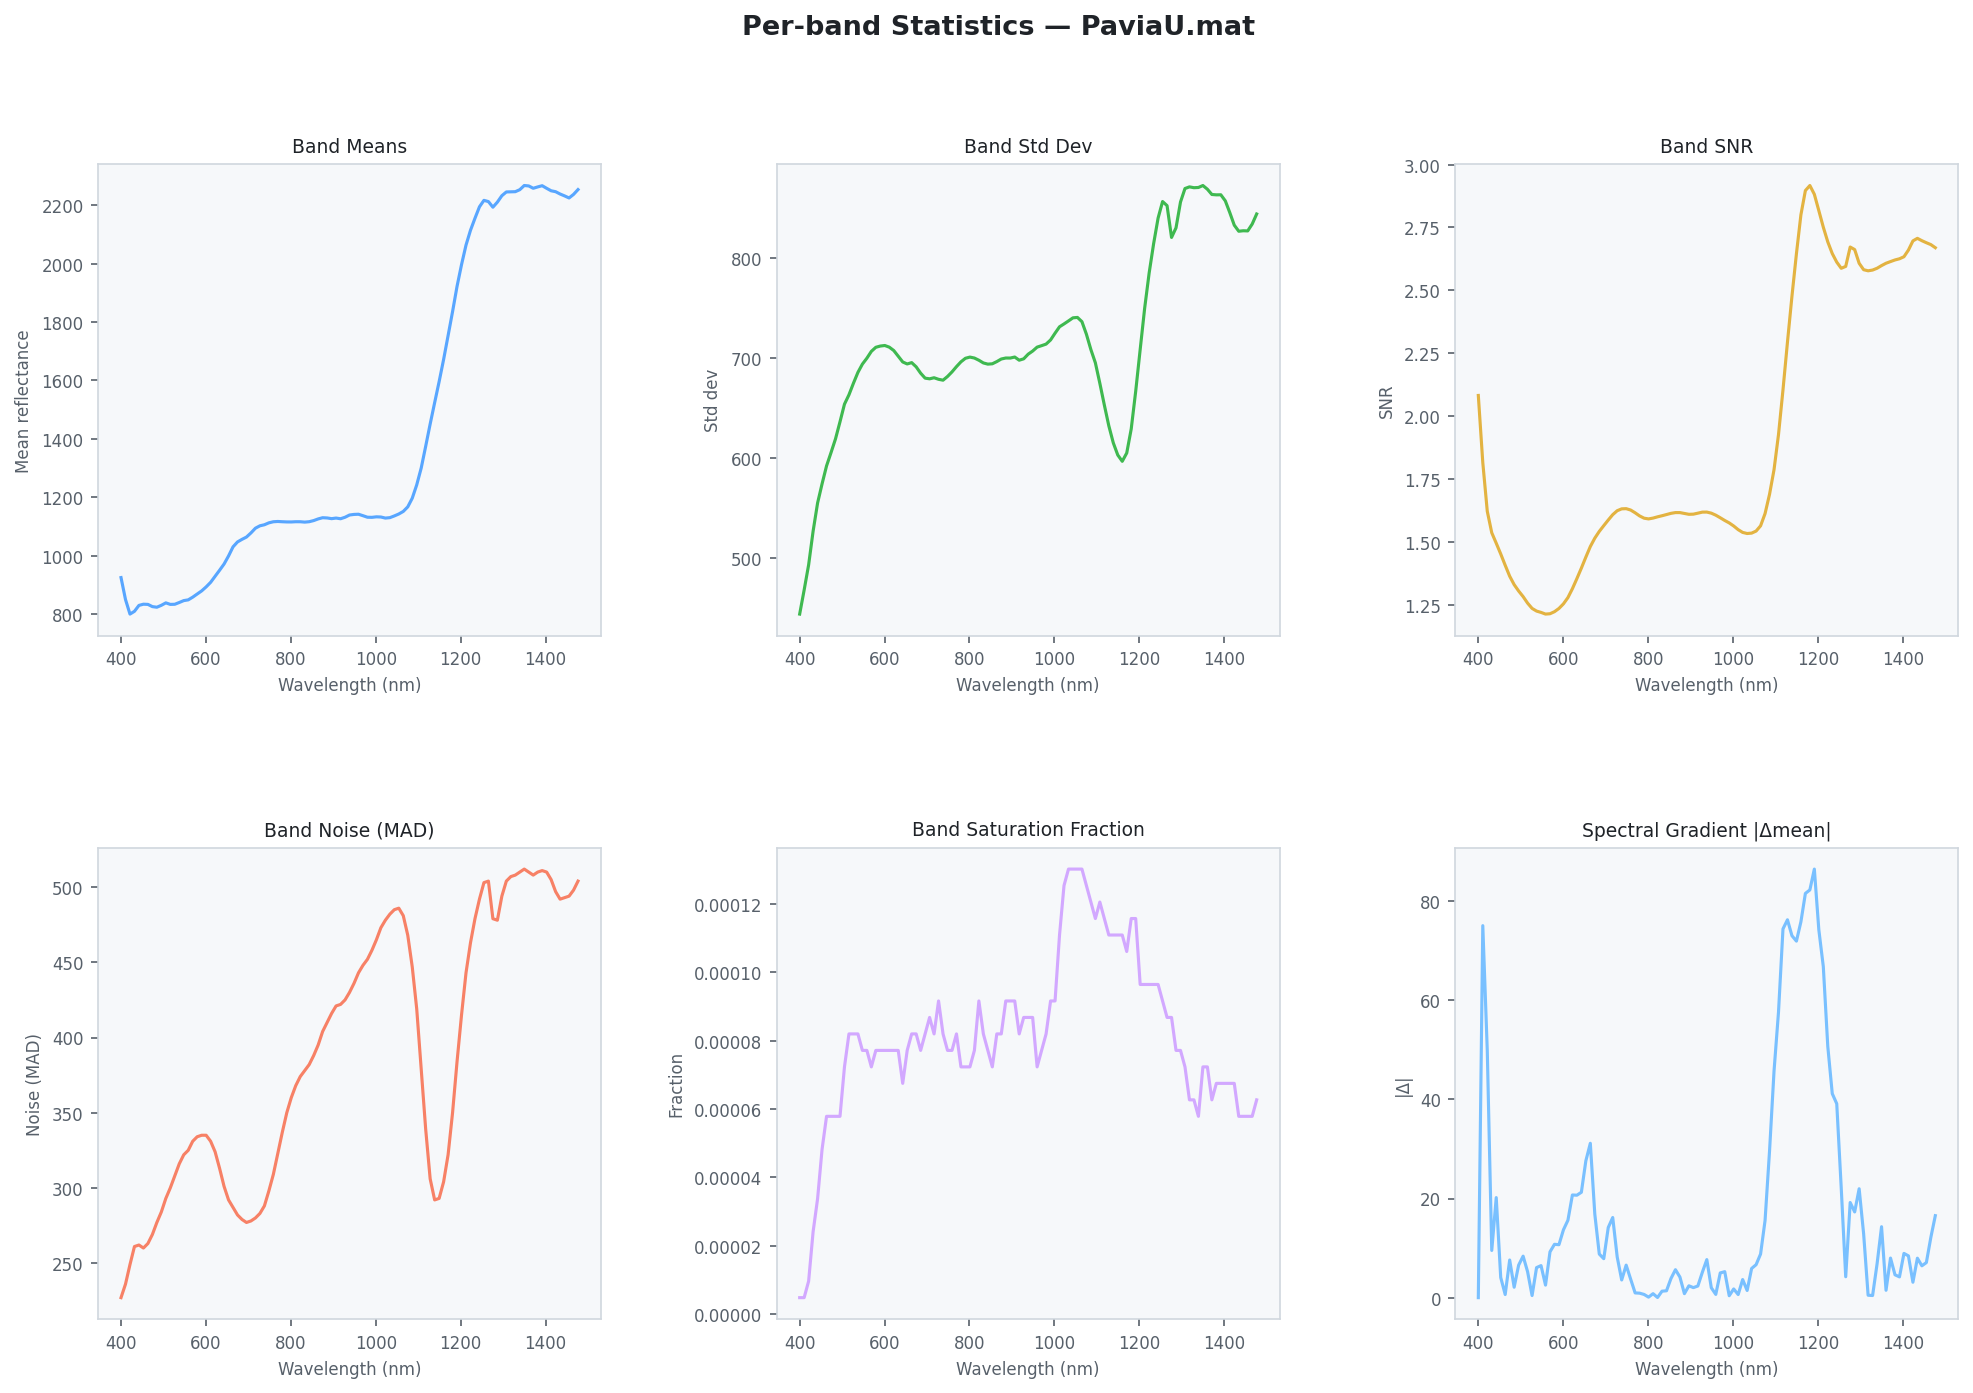 Per-band Statistics — PaviaU.mat
Band Means
Mean reflectance
2200
2000
1800
1600
1400
1200
1000
800
400 600 800 1000 1200 1400
Wavelength (nm)
Band Std Dev
Std dev
800
700
600
500
400 600 800 1000 1200 1400
Wavelength (nm)
Band SNR
SNR
3.00
2.75
2.50
2.25
2.00
1.75
1.50
1.25
400 600 800 1000 1200 1400
Wavelength (nm)
Band Noise (MAD)
Noise (MAD)
500
450
400
350
300
250
400 600 800 1000 1200 1400
Wavelength (nm)
Band Saturation Fraction
Fraction
0.00012
0.00010
0.00008
0.00006
0.00004
0.00002
0.00000
400 600 800 1000 1200 1400
Wavelength (nm)
Spectral Gradient |Δmean|
|Δ|
80
60
40
20
0
400 600 800 1000 1200 1400
Wavelength (nm)